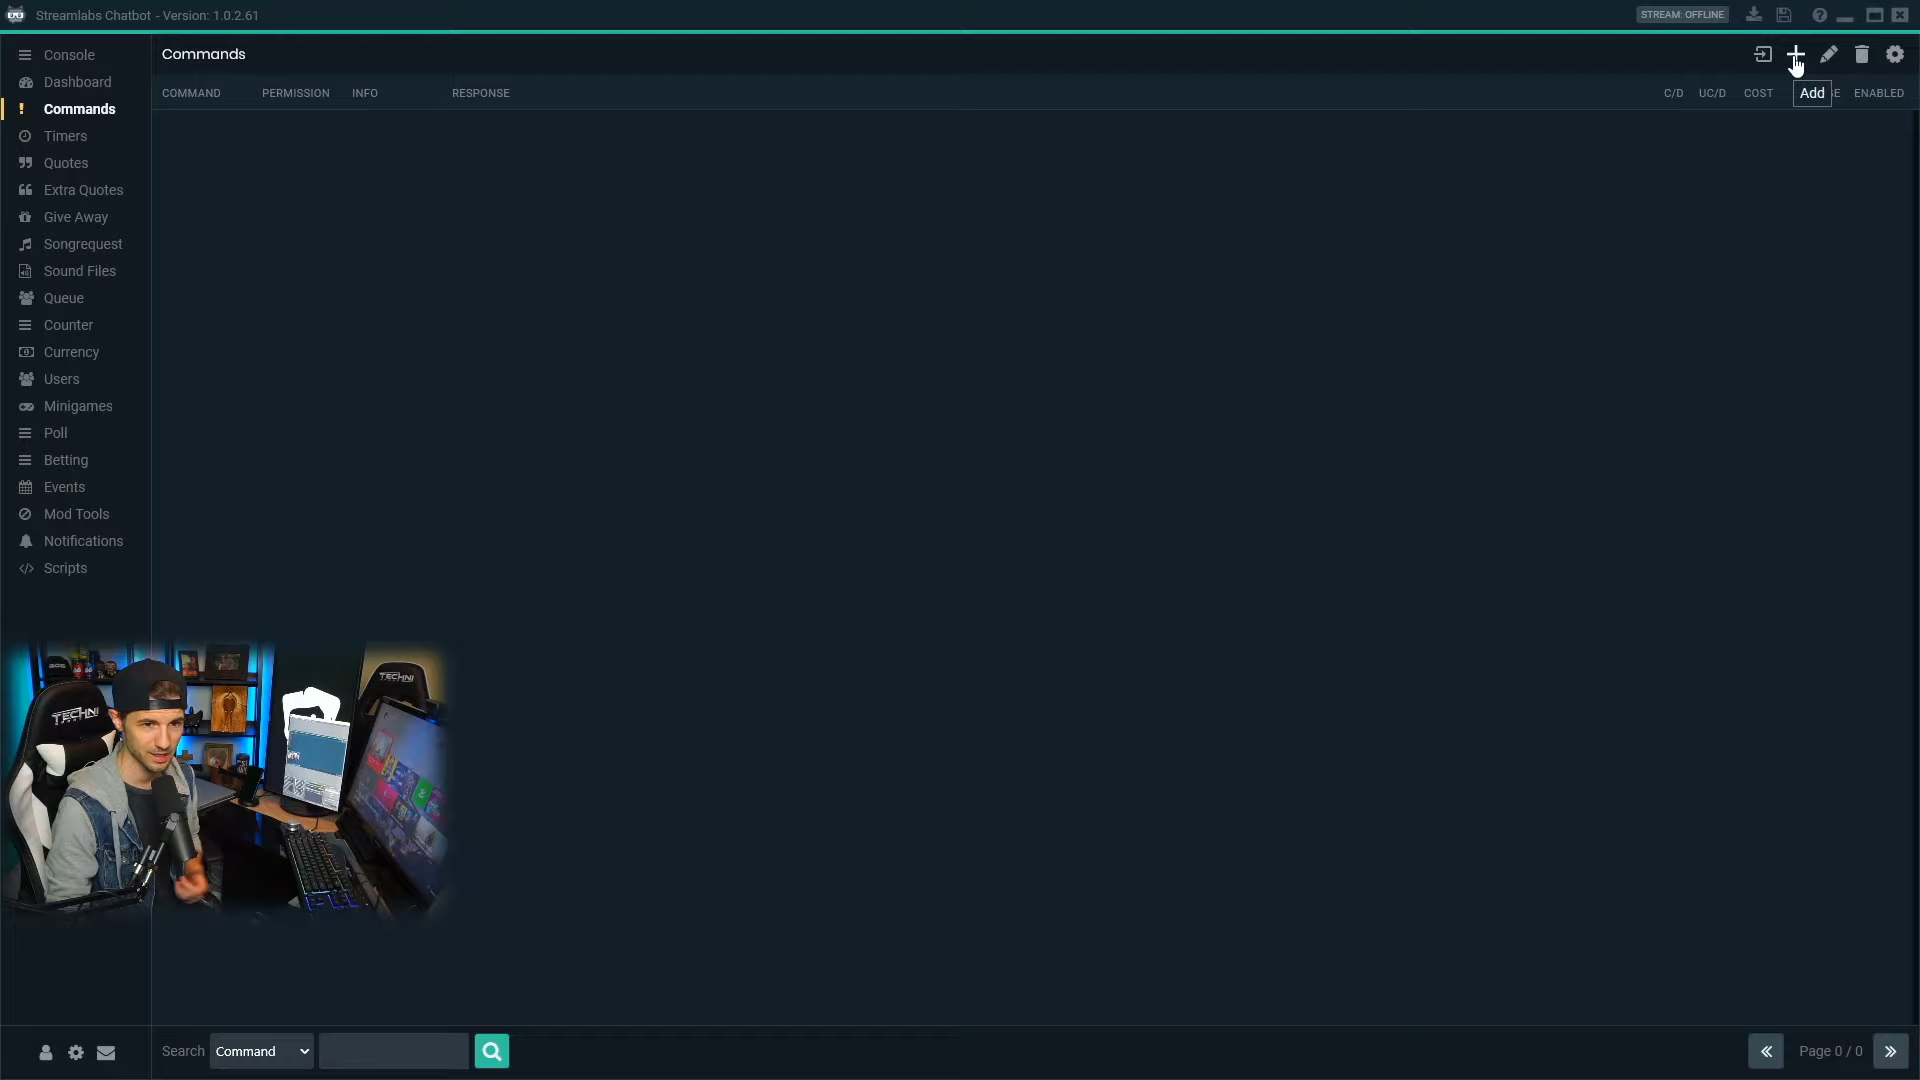 Streamlabs Chatbot - Version: 1.0.2.61
STREAM: OFFLINE
Console
Dashboard
Commands
Timers
Quotes
Extra Quotes
Give Away
Songrequest
Sound Files
Queue
Counter
Currency
Users
Minigames
Poll
Betting
Events
Mod Tools
Notifications
Scripts
Commands
COMMAND PERMISSION INFO RESPONSE C/D UC/D COST ENABLED
Add
TECHNI
TECHNI
Search Command
Page 0 / 0